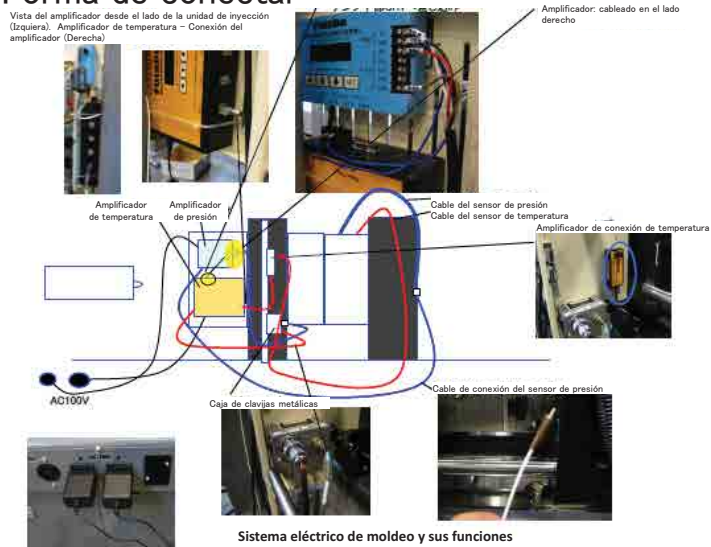 Forma de conectar
Vista del amplificador desde el lado de la unidad de inyección
(Izquiera). Amplificador de temperatura - Conexión del
amplificador (Derecha)
Amplificador: cableado en el lado
derecho
Amplificador
de temperatura
Amplificador
de presión
Cable del sensor de presión
Cable del sensor de temperatura
Amplificador de conexión de temperatura
AC100V
Caja de clavijas metálicas
Cable de conexión del sensor de presión
Sistema eléctrico de moldeo y sus funciones